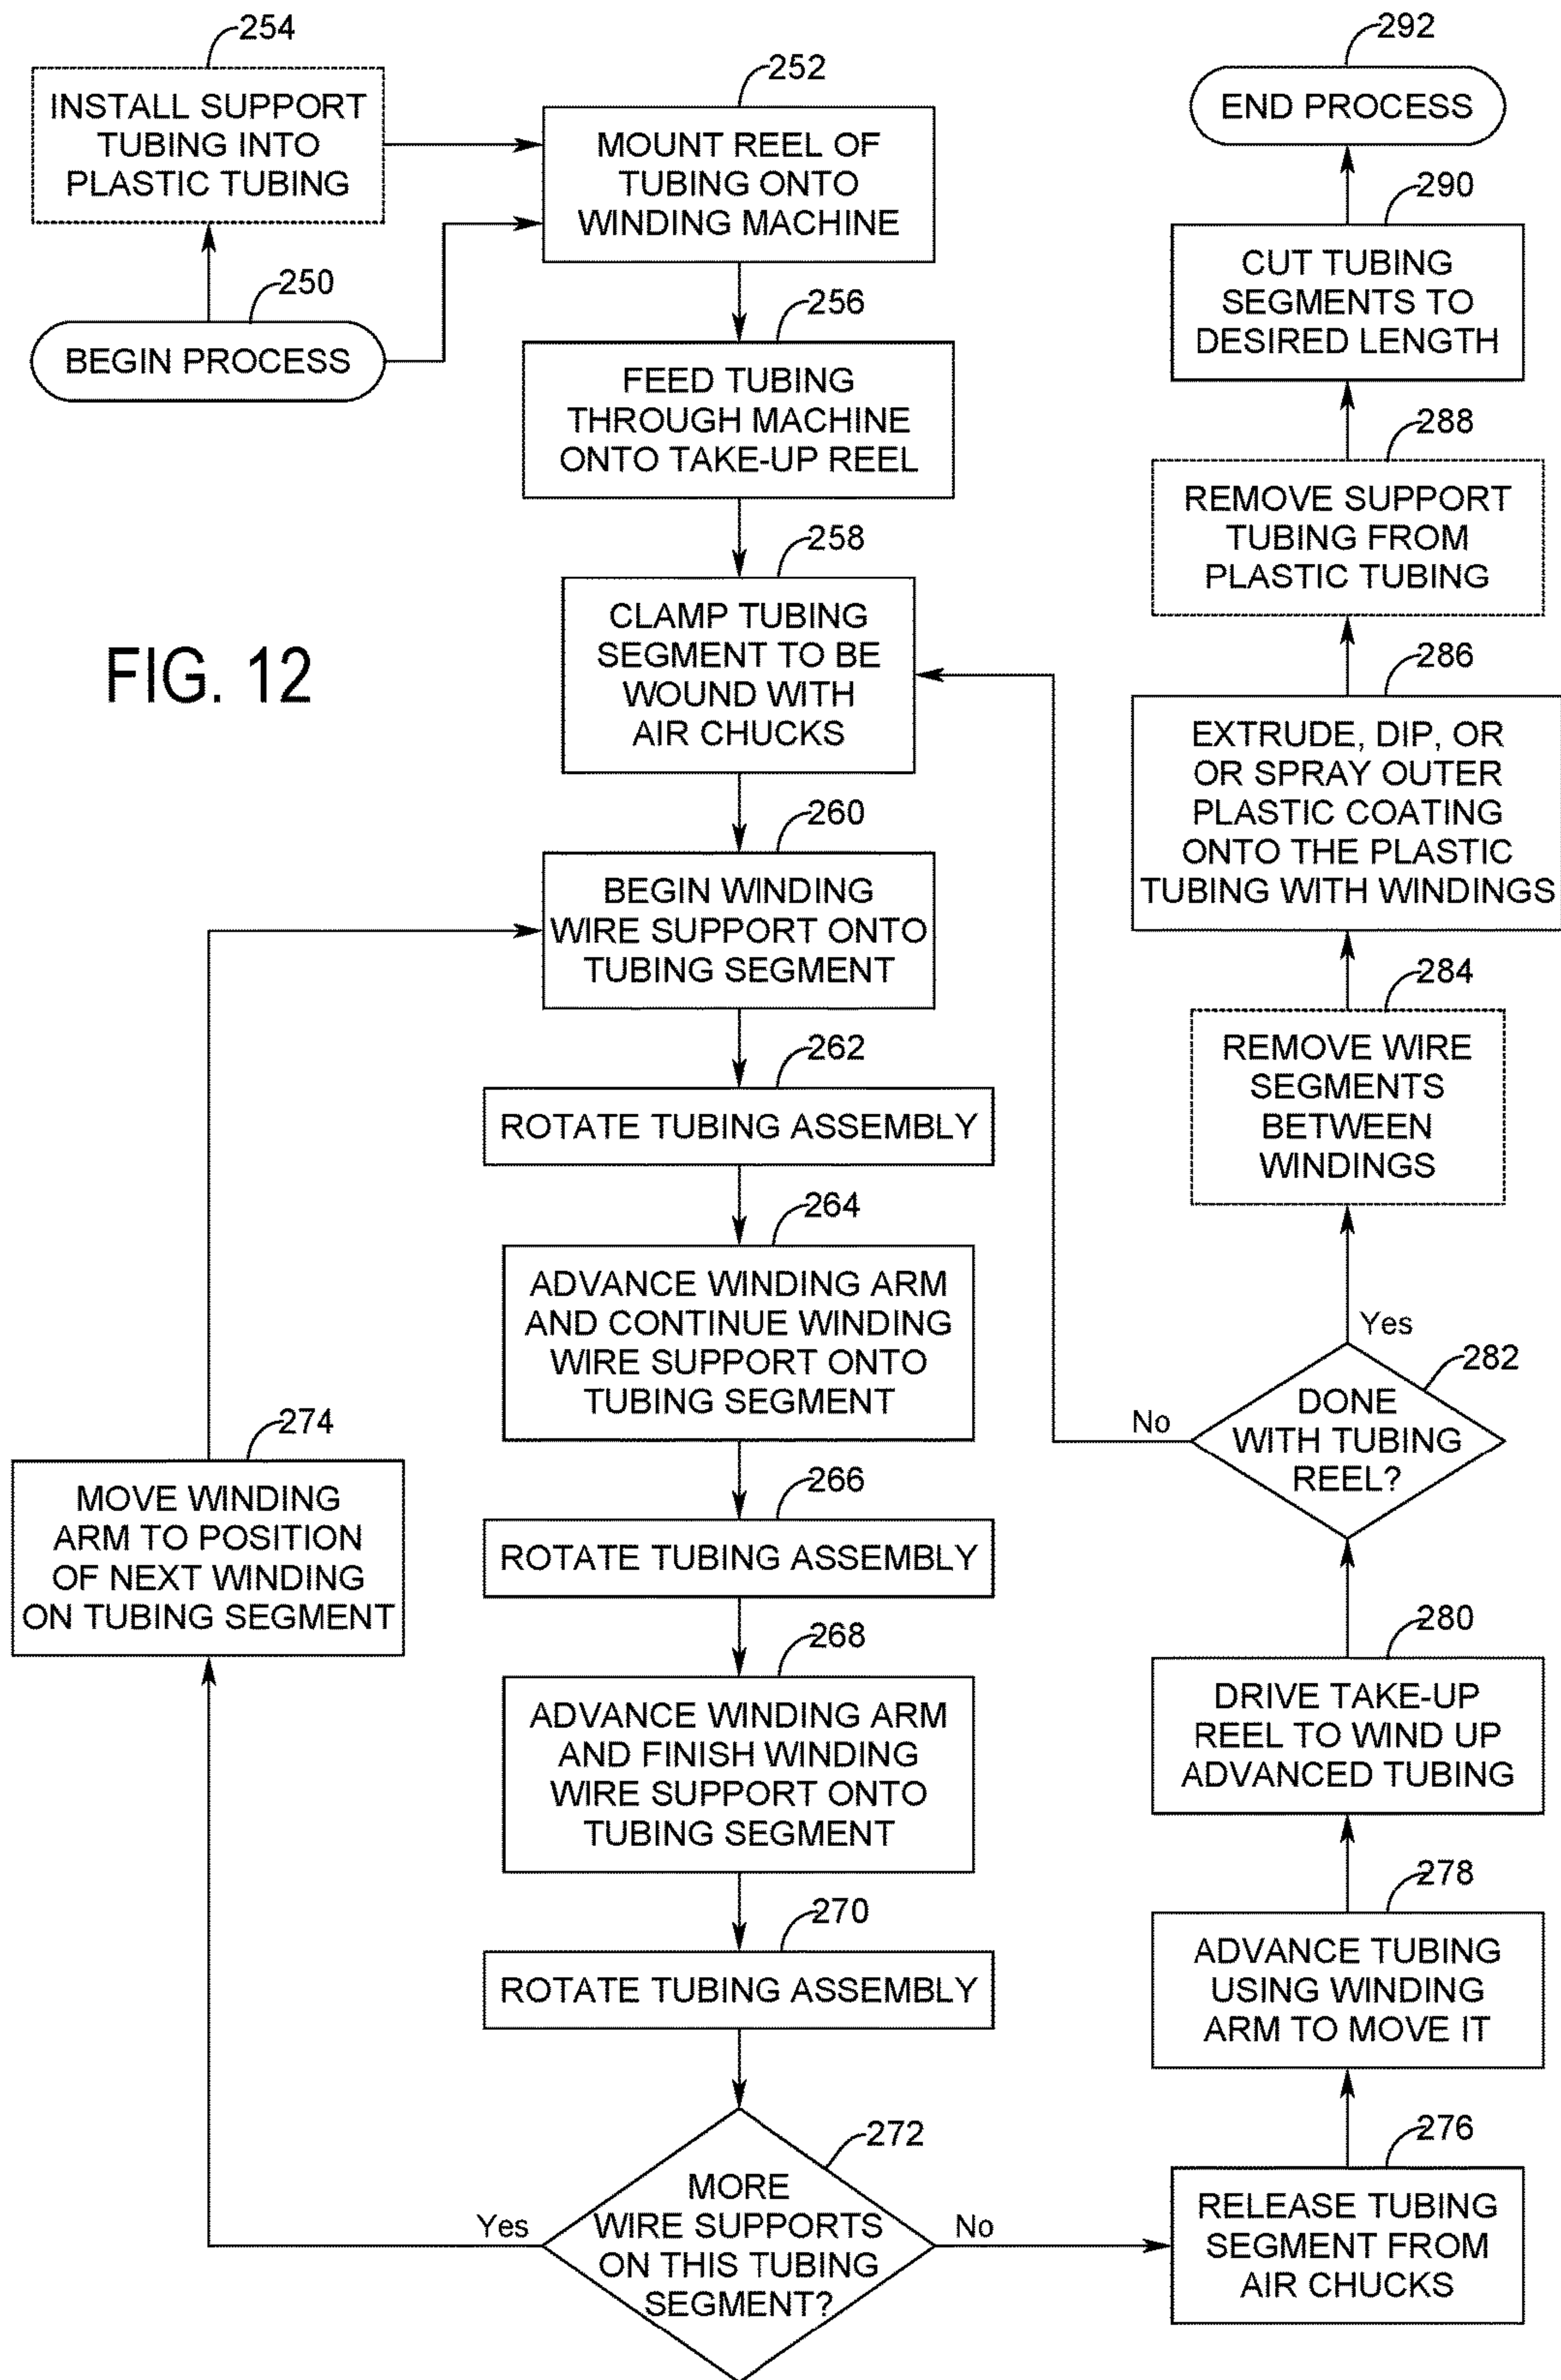 254
INSTALL SUPPORT
TUBING INTO
PLASTIC TUBING
250
BEGIN PROCESS
252
MOUNT REEL OF
TUBING ONTO
WINDING MACHINE
256
FEED TUBING
THROUGH MACHINE
ONTO TAKE-UP REEL
258
CLAMP TUBING
SEGMENT TO BE
WOUND WITH
AIR CHUCKS
FIG. 12
260
BEGIN WINDING
WIRE SUPPORT ONTO
TUBING SEGMENT
262
ROTATE TUBING ASSEMBLY
264
ADVANCE WINDING ARM
AND CONTINUE WINDING
WIRE SUPPORT ONTO
TUBING SEGMENT
266
ROTATE TUBING ASSEMBLY
268
ADVANCE WINDING ARM
AND FINISH WINDING
WIRE SUPPORT ONTO
TUBING SEGMENT
270
ROTATE TUBING ASSEMBLY
272
MORE
WIRE SUPPORTS
ON THIS TUBING
SEGMENT?
Yes
No
274
MOVE WINDING
ARM TO POSITION
OF NEXT WINDING
ON TUBING SEGMENT
276
RELEASE TUBING
SEGMENT FROM
AIR CHUCKS
278
ADVANCE TUBING
USING WINDING
ARM TO MOVE IT
280
DRIVE TAKE-UP
REEL TO WIND UP
ADVANCED TUBING
282
DONE
WITH TUBING
REEL?
No
Yes
284
REMOVE WIRE
SEGMENTS
BETWEEN
WINDINGS
286
EXTRUDE, DIP, OR
OR SPRAY OUTER
PLASTIC COATING
ONTO THE PLASTIC
TUBING WITH WINDINGS
288
REMOVE SUPPORT
TUBING FROM
PLASTIC TUBING
290
CUT TUBING
SEGMENTS TO
DESIRED LENGTH
292
END PROCESS